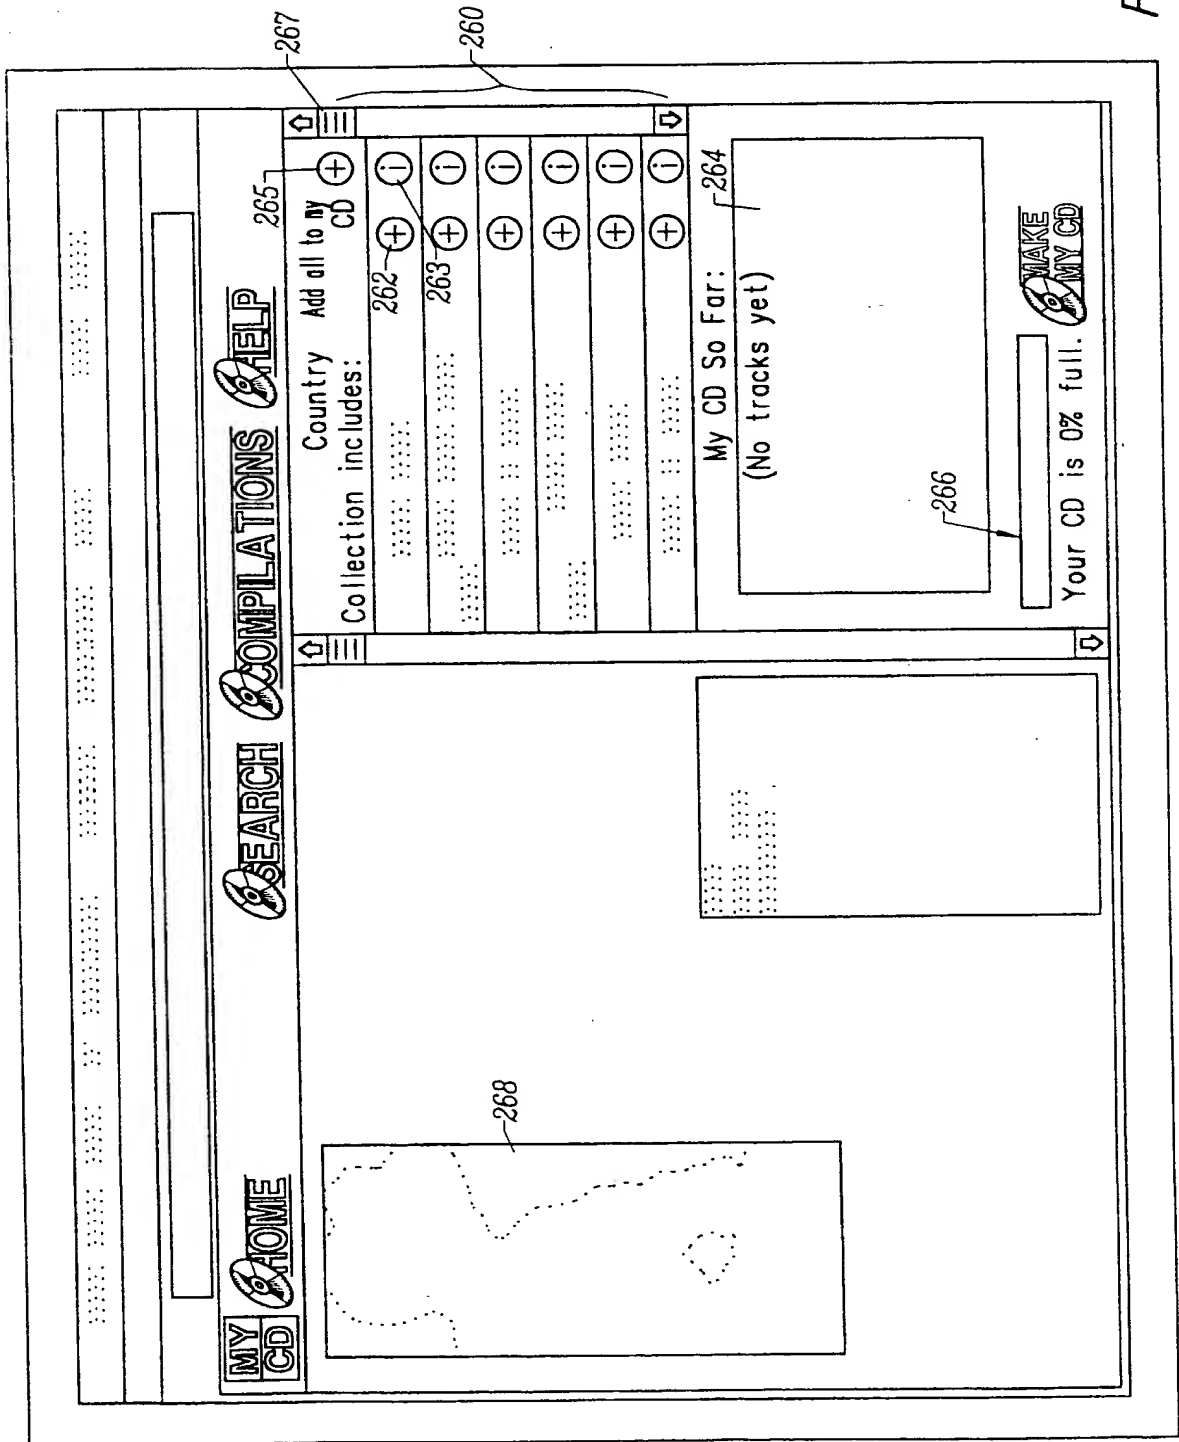 MY CD
HOME
SEARCH
COMPILATIONS
HELP
Country
Add all to my CD
265
267
Collection includes:
260
262
263
My CD So Far:
264
(No tracks yet)
266
Your CD is 0% full.
MAKE MY CD
268
F